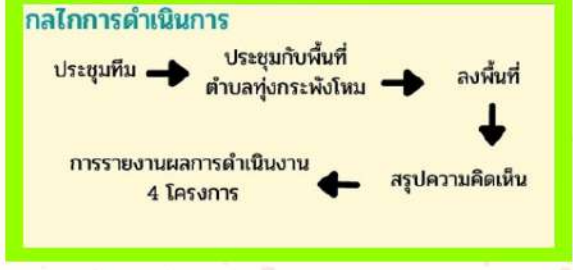 กลไกการดำเนินการ
ประชุมทีม
ประชุมกับพื้นที่
ตำบลทุ่งกระพังโหม
ลงพื้นที่
สรุปความคิดเห็น
การรายงานผลการดำเนินงาน
4 โครงการ